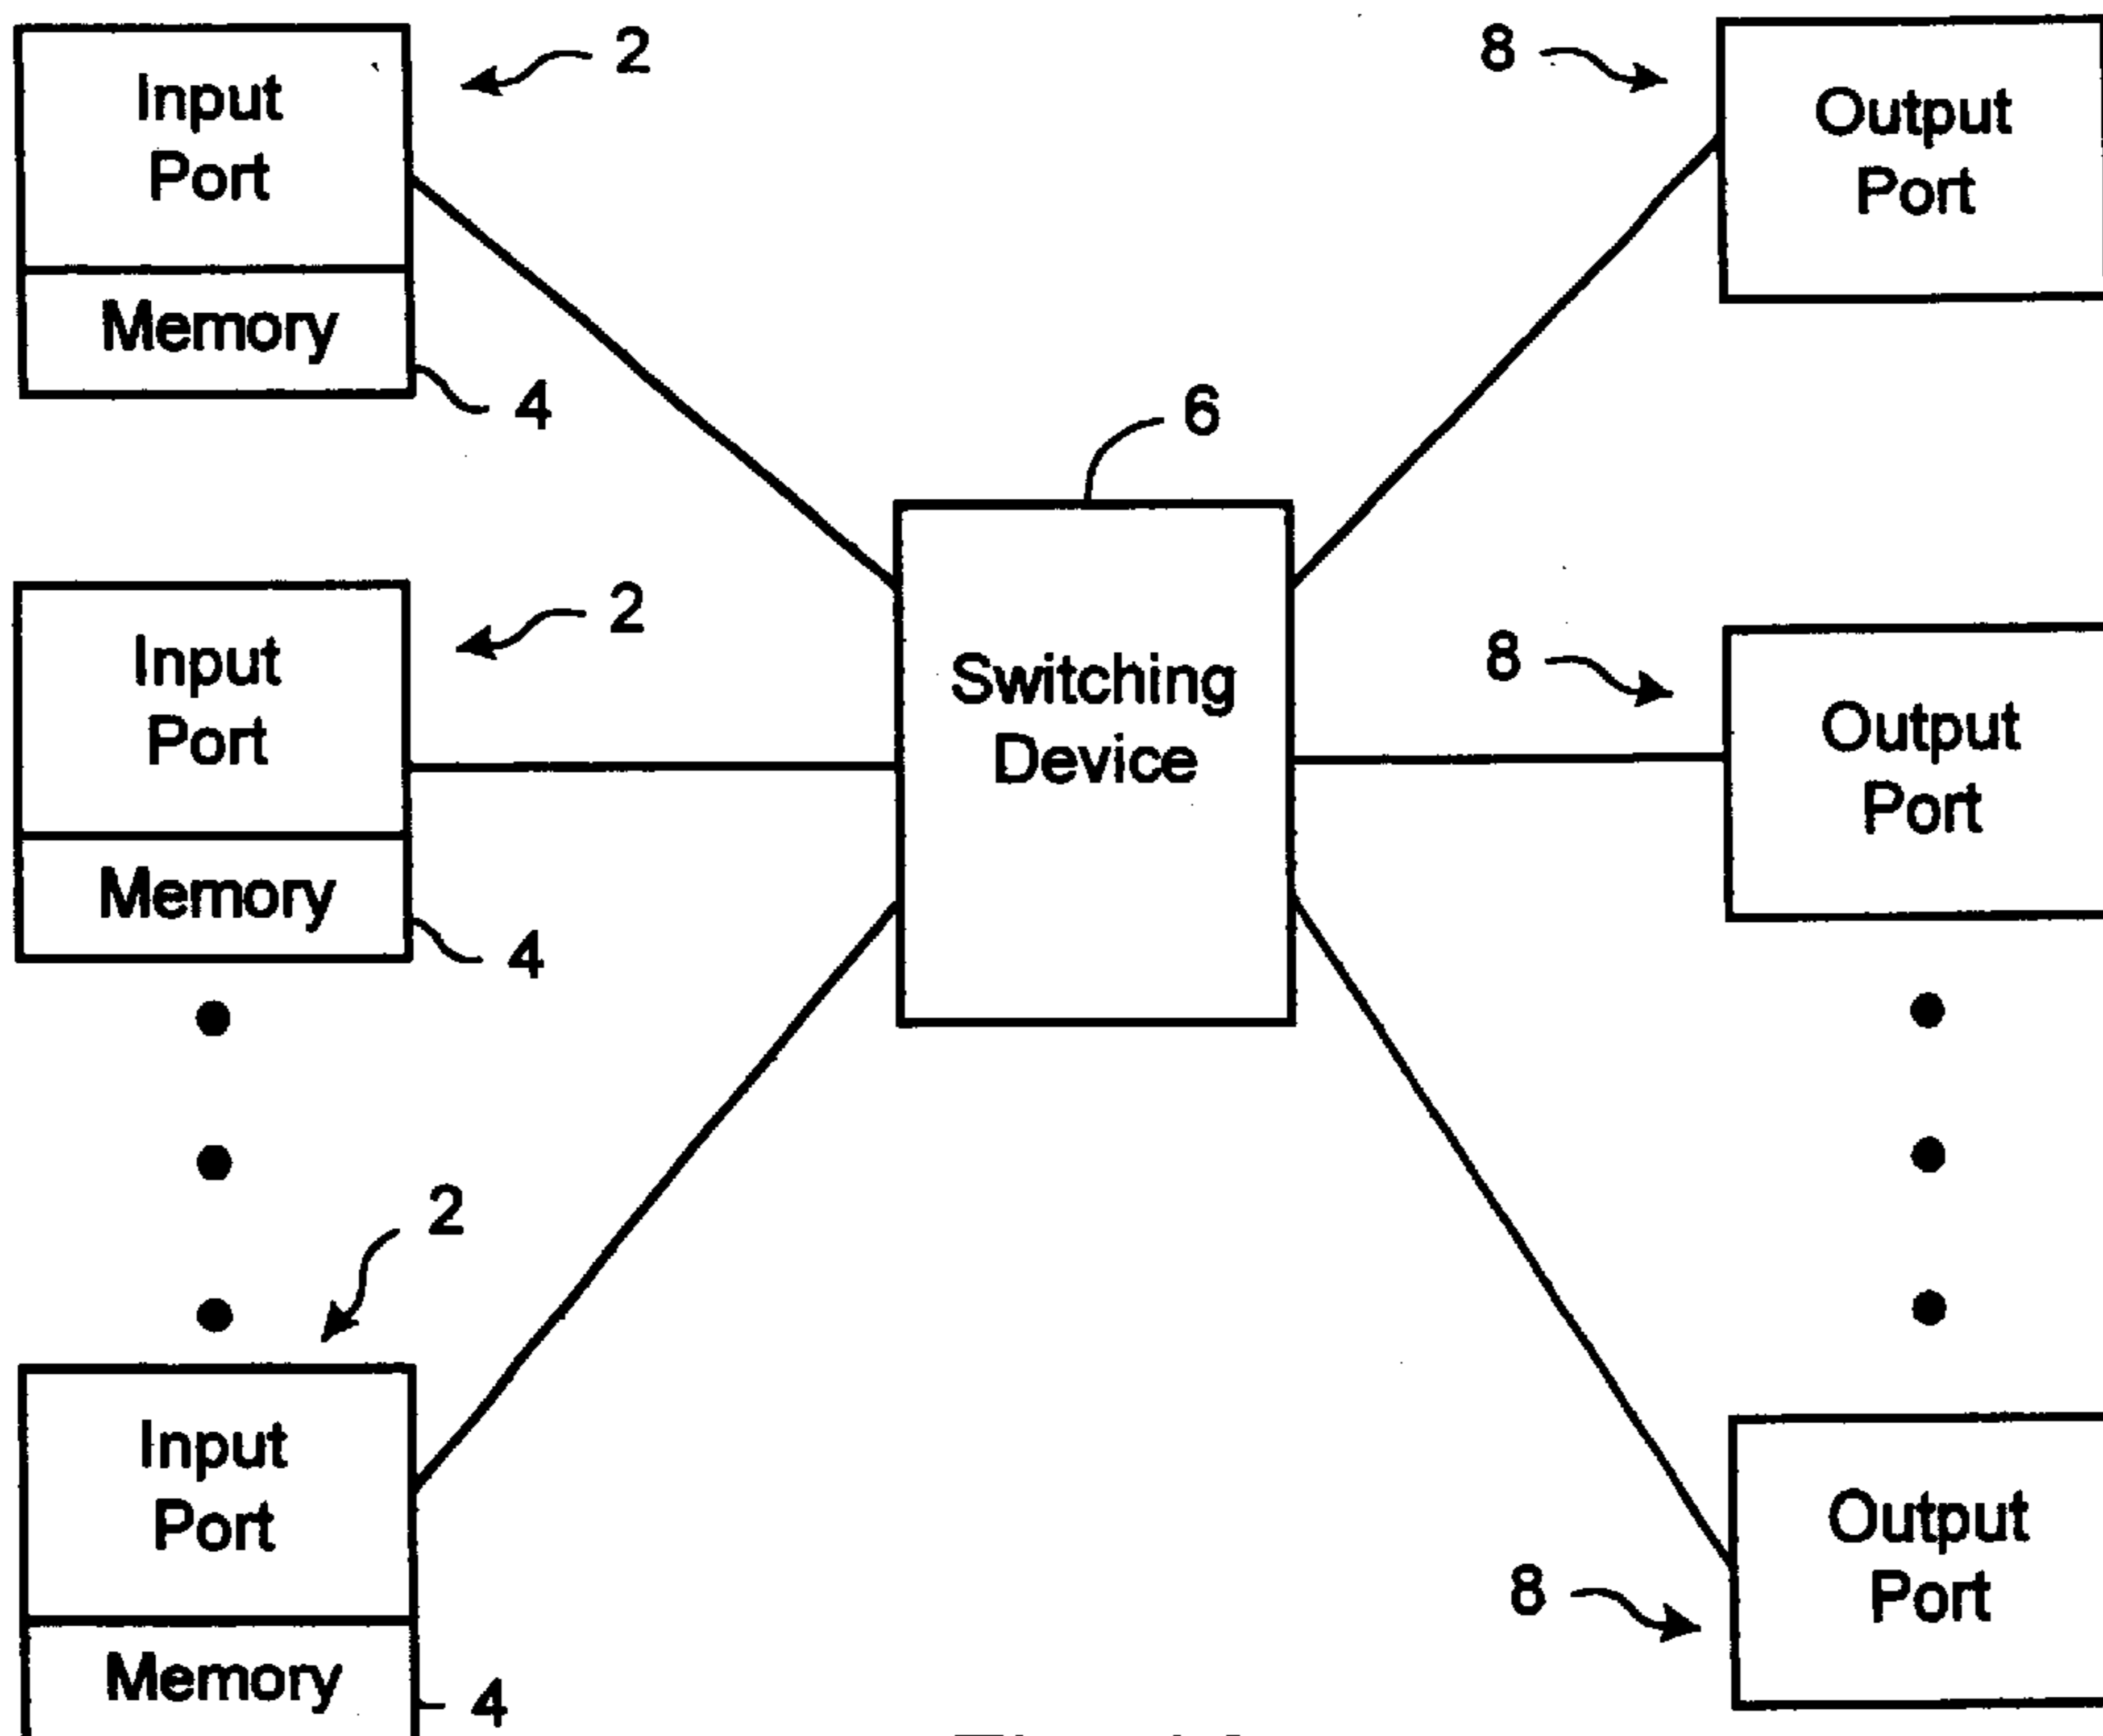 Input
Port
2
Memory
4
8
Output
Port
6
Switching
Device
Input
Port
2
Memory
4
8
Output
Port
2
Input
Port
Memory
4
8
Output
Port